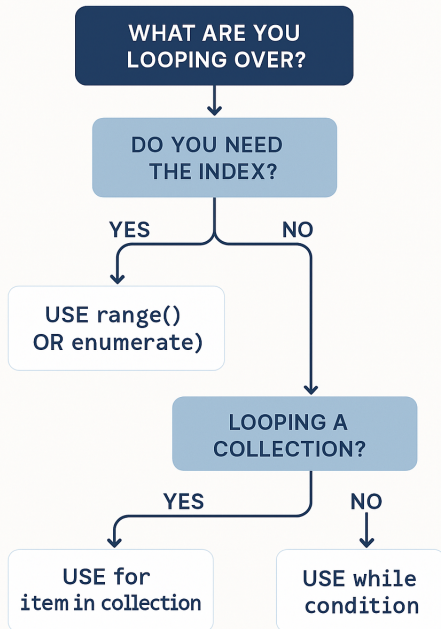 WHAT ARE YOU
LOOPING OVER?
DO YOU NEED
THE INDEX?
YES
NO
USE range()
OR enumerate)
LOOPING A
COLLECTION?
YES
NO
USE for
item in collection
USE while
condition